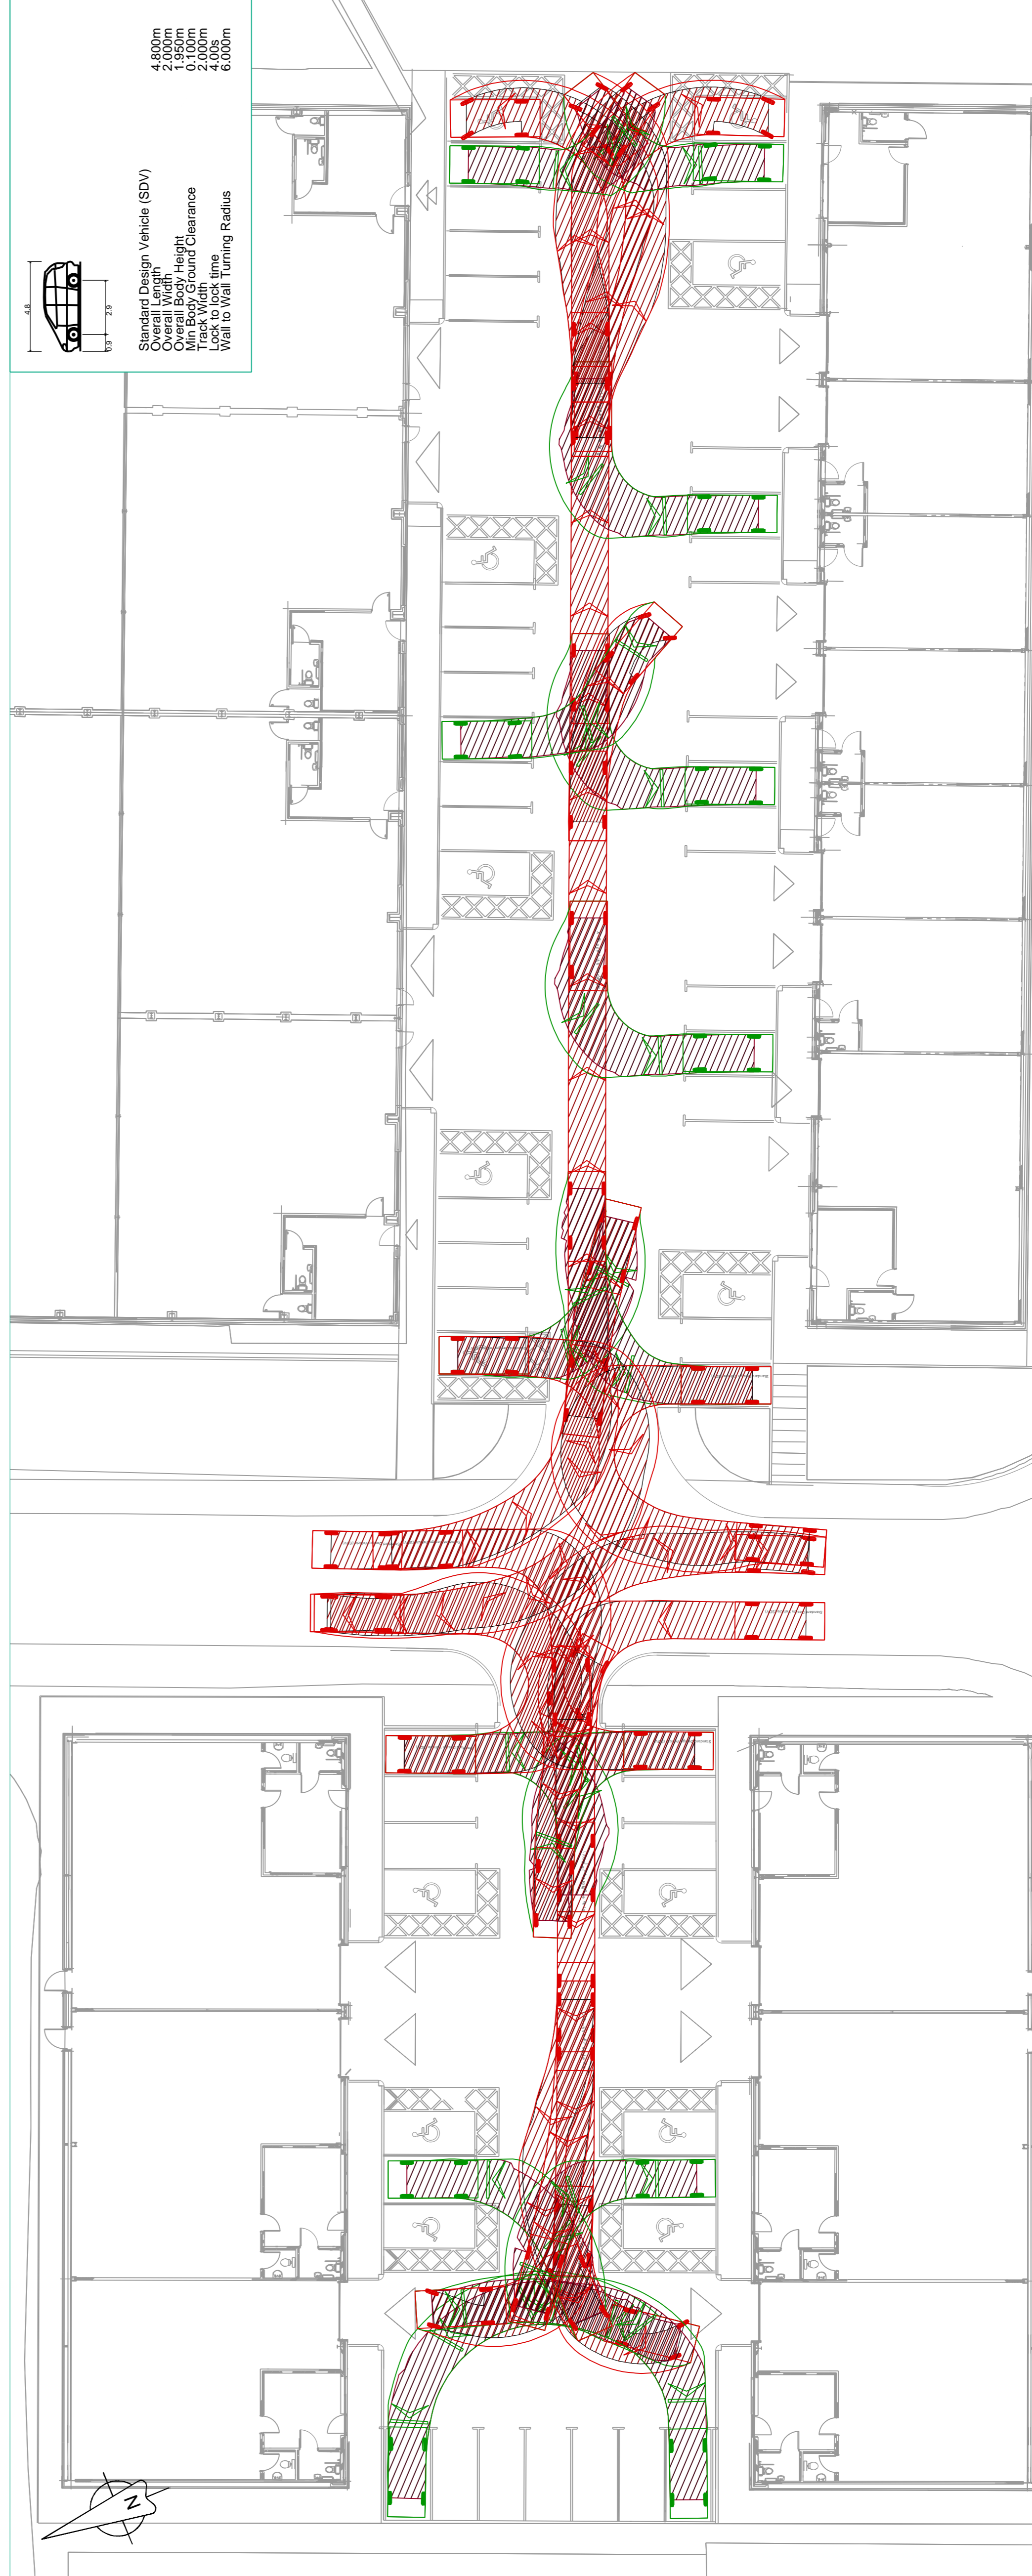 4.8
0.9
2.9
Standard Design Vehicle (SDV)
Overall Length 4.800m
Overall Width 2.000m
Overall Body Height 1.950m
Min Body Ground Clearance 0.100m
Track Width 2.000m
Lock to lock time 4.00s
Wall to Wall Turning Radius 6.000m
N